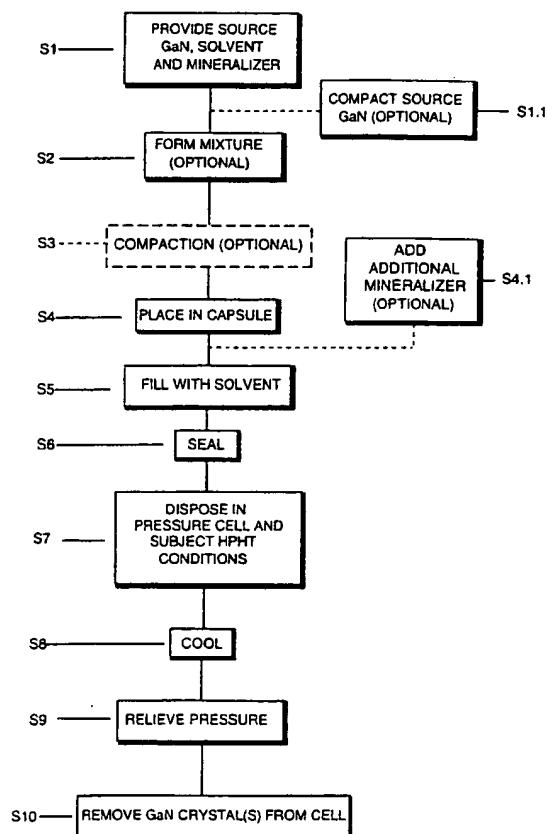 S1
PROVIDE SOURCE
GaN, SOLVENT
AND MINERALIZER
COMPACT SOURCE
GaN (OPTIONAL)
S1.1
S2
FORM MIXTURE
(OPTIONAL)
S3
COMPACTION (OPTIONAL)
ADD
ADDITIONAL
MINERALIZER
(OPTIONAL)
S4.1
S4
PLACE IN CAPSULE
S5
FILL WITH SOLVENT
S6
SEAL
S7
DISPOSE IN
PRESSURE CELL AND
SUBJECT HPHT
CONDITIONS
S8
COOL
S9
RELIEVE PRESSURE
S10
REMOVE GaN CRYSTAL(S) FROM CELL